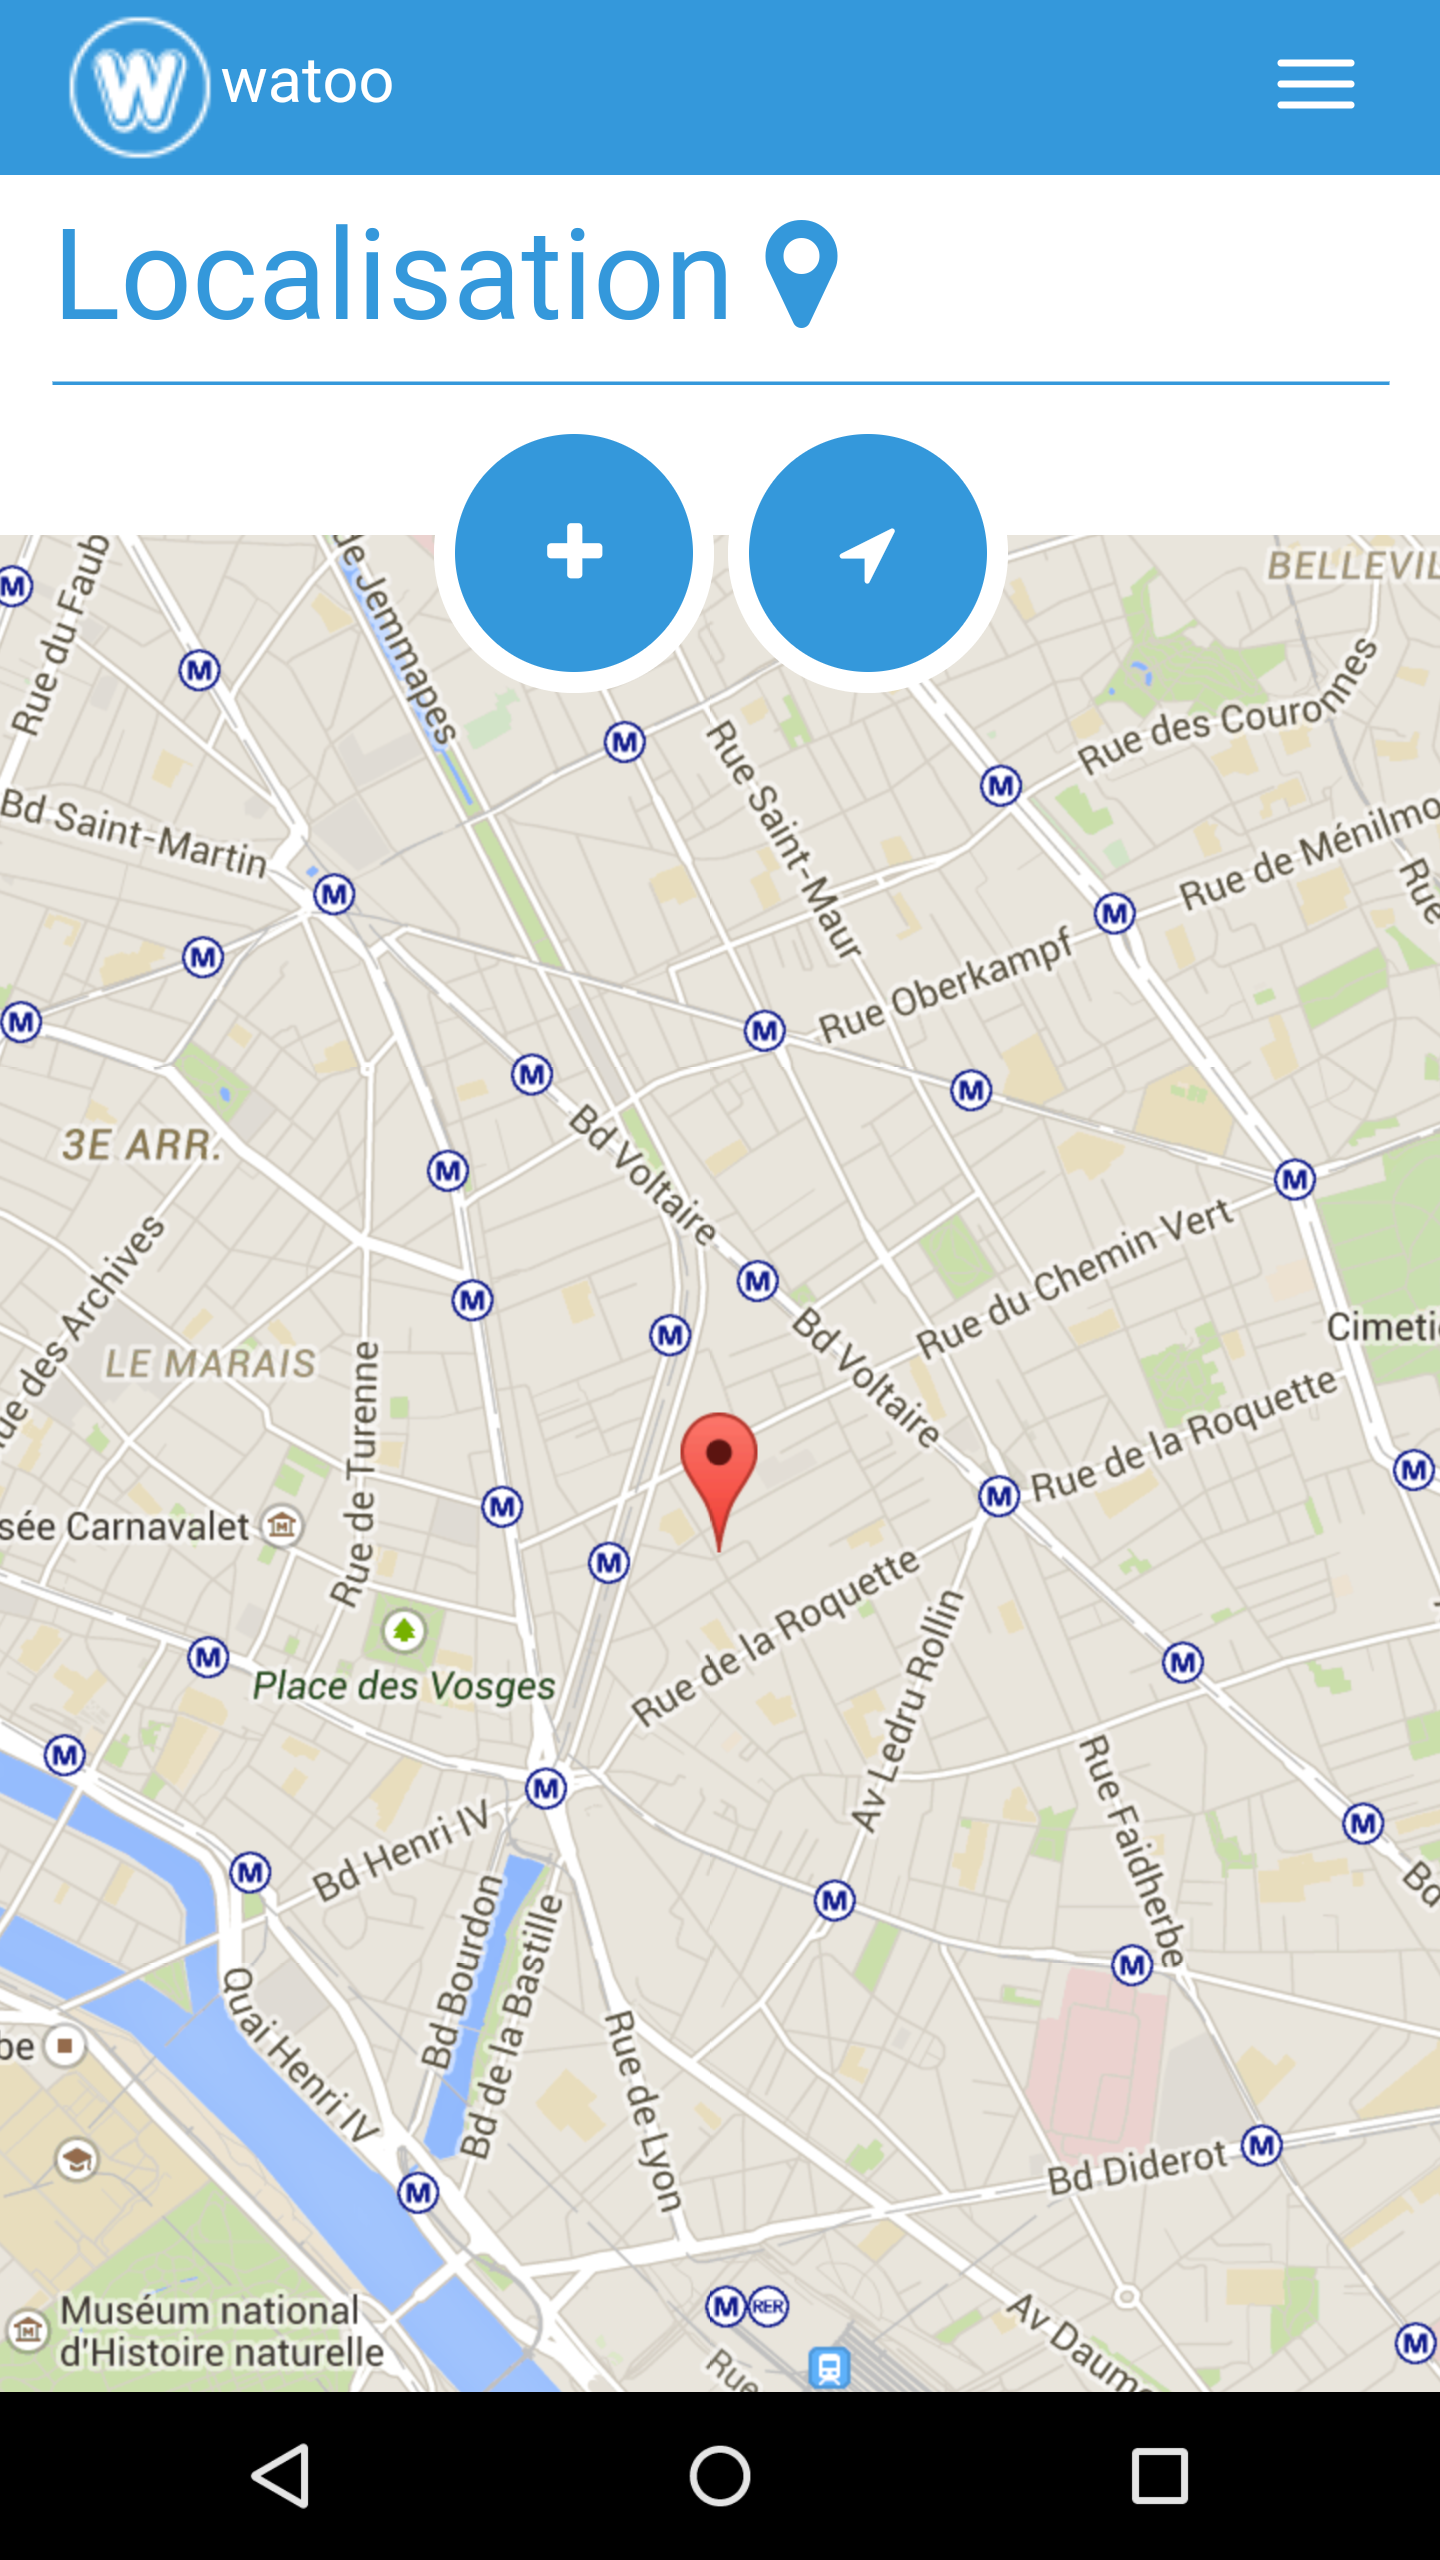 watoo
Localisation
Rue du Faub
de Jemmapes
BELLEVIL
Rue des Couronnes
Rue Saint-Maur
Bd Saint-Martin
Rue de Ménilmo
Rue
Rue Oberkampf
3E ARR.
Bd Voltaire
Rue du Chemin Vert
ue des Archives
LE MARAIS
Bd Voltaire
Cimeti
Rue de Turenne
Rue de la Roquette
sée Carnavalet
Rue de la Roquette
Place des Vosges
Av Ledru Rollin
Rue Faidherbe
Bd Henri IV
Bd
Bd Bourdon
Bd de la Bastille
Quai Henri IV
be
Rue de Lyon
Bd Diderot
Muséum national
d'Histoire naturelle
RER
Rue
Av Daume